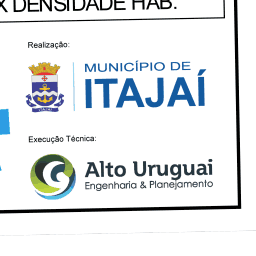 X DENSIDADE HAB.
Realização:
MUNICÍPIO DE
ITAJAÍ
Execução Técnica:
Alto Uruguai
Engenharia & Planejamento